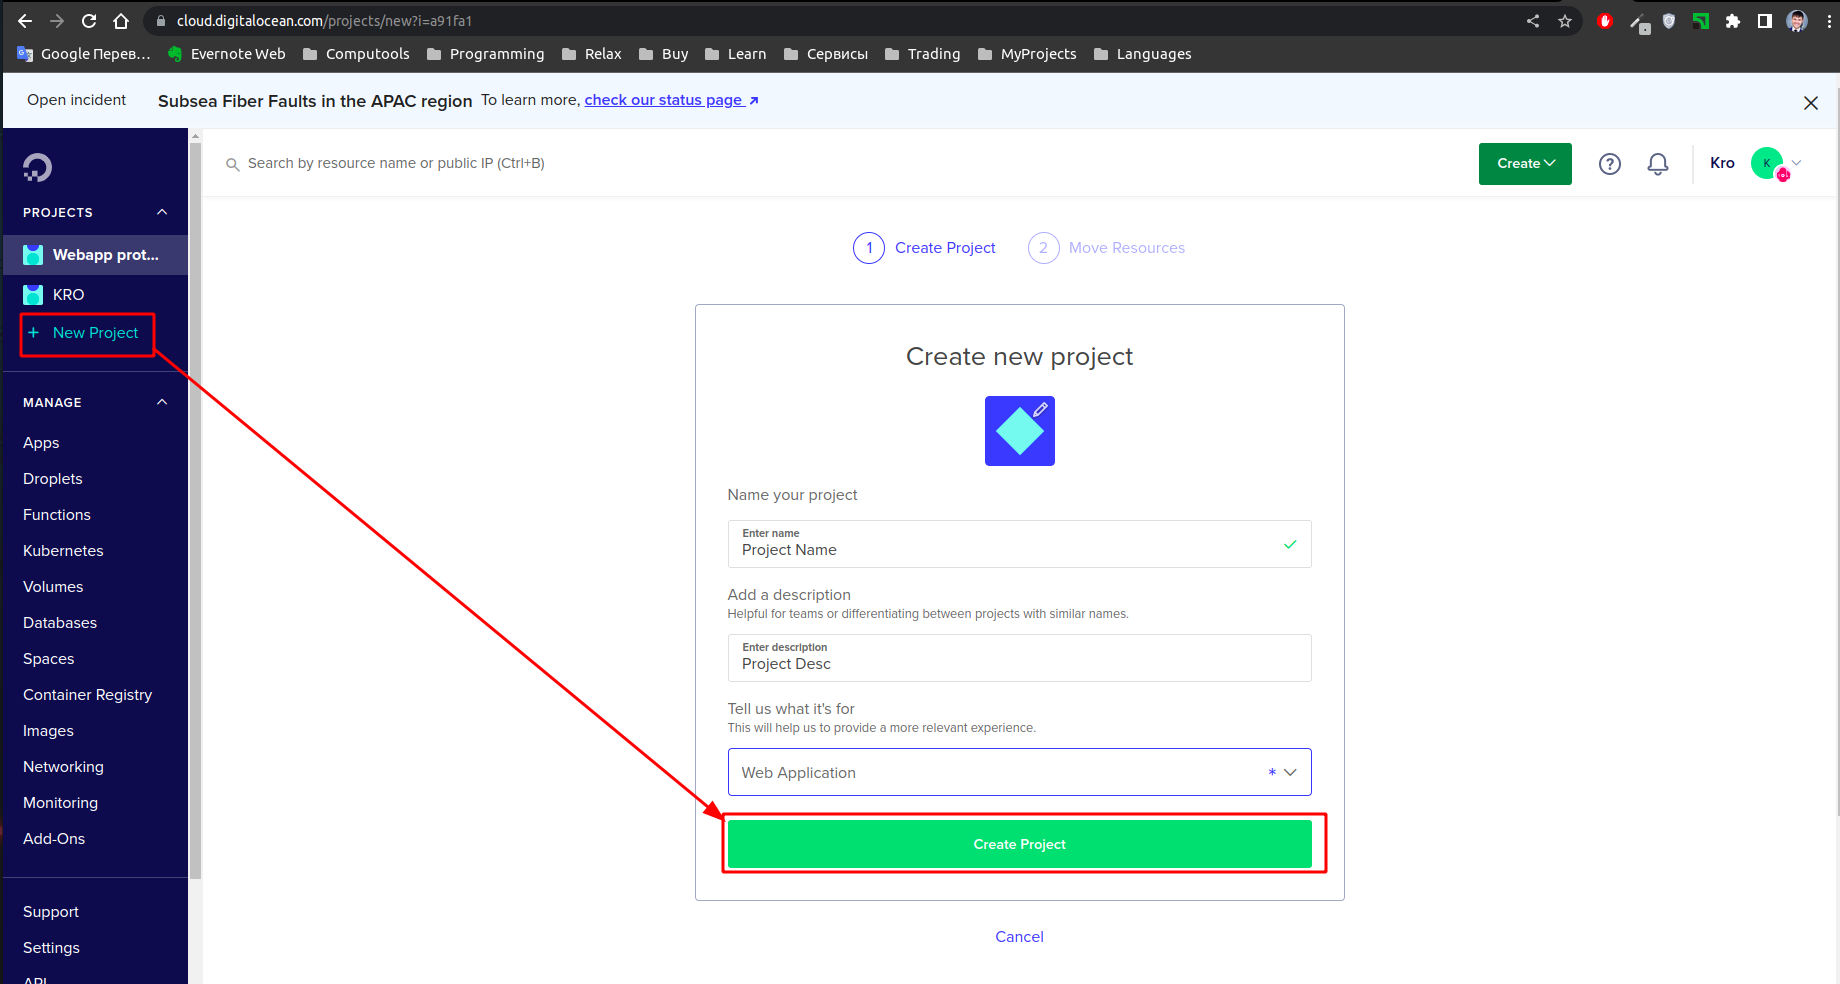 cloud.digitalocean.com/projects/new?i=a91fa1
Google Перев... Evernote Web Computools Programming Relax Buy Learn Сервисы Trading MyProjects Languages
Open incident Subsea Fiber Faults in the APAC region To learn more, check our status page
Search by resource name or public IP (Ctrl+B)
Create
Kro
K
PROJECTS
Webapp prot...
KRO
+ New Project
MANAGE
Apps
Droplets
Functions
Kubernetes
Volumes
Databases
Spaces
Container Registry
Images
Networking
Monitoring
Add-Ons
Support
Settings
API
1 Create Project 2 Move Resources
Create new project
Name your project
Enter name
Project Name
Add a description
Helpful for teams or differentiating between projects with similar names.
Enter description
Project Desc
Tell us what it's for
This will help us to provide a more relevant experience.
Web Application *
Create Project
Cancel